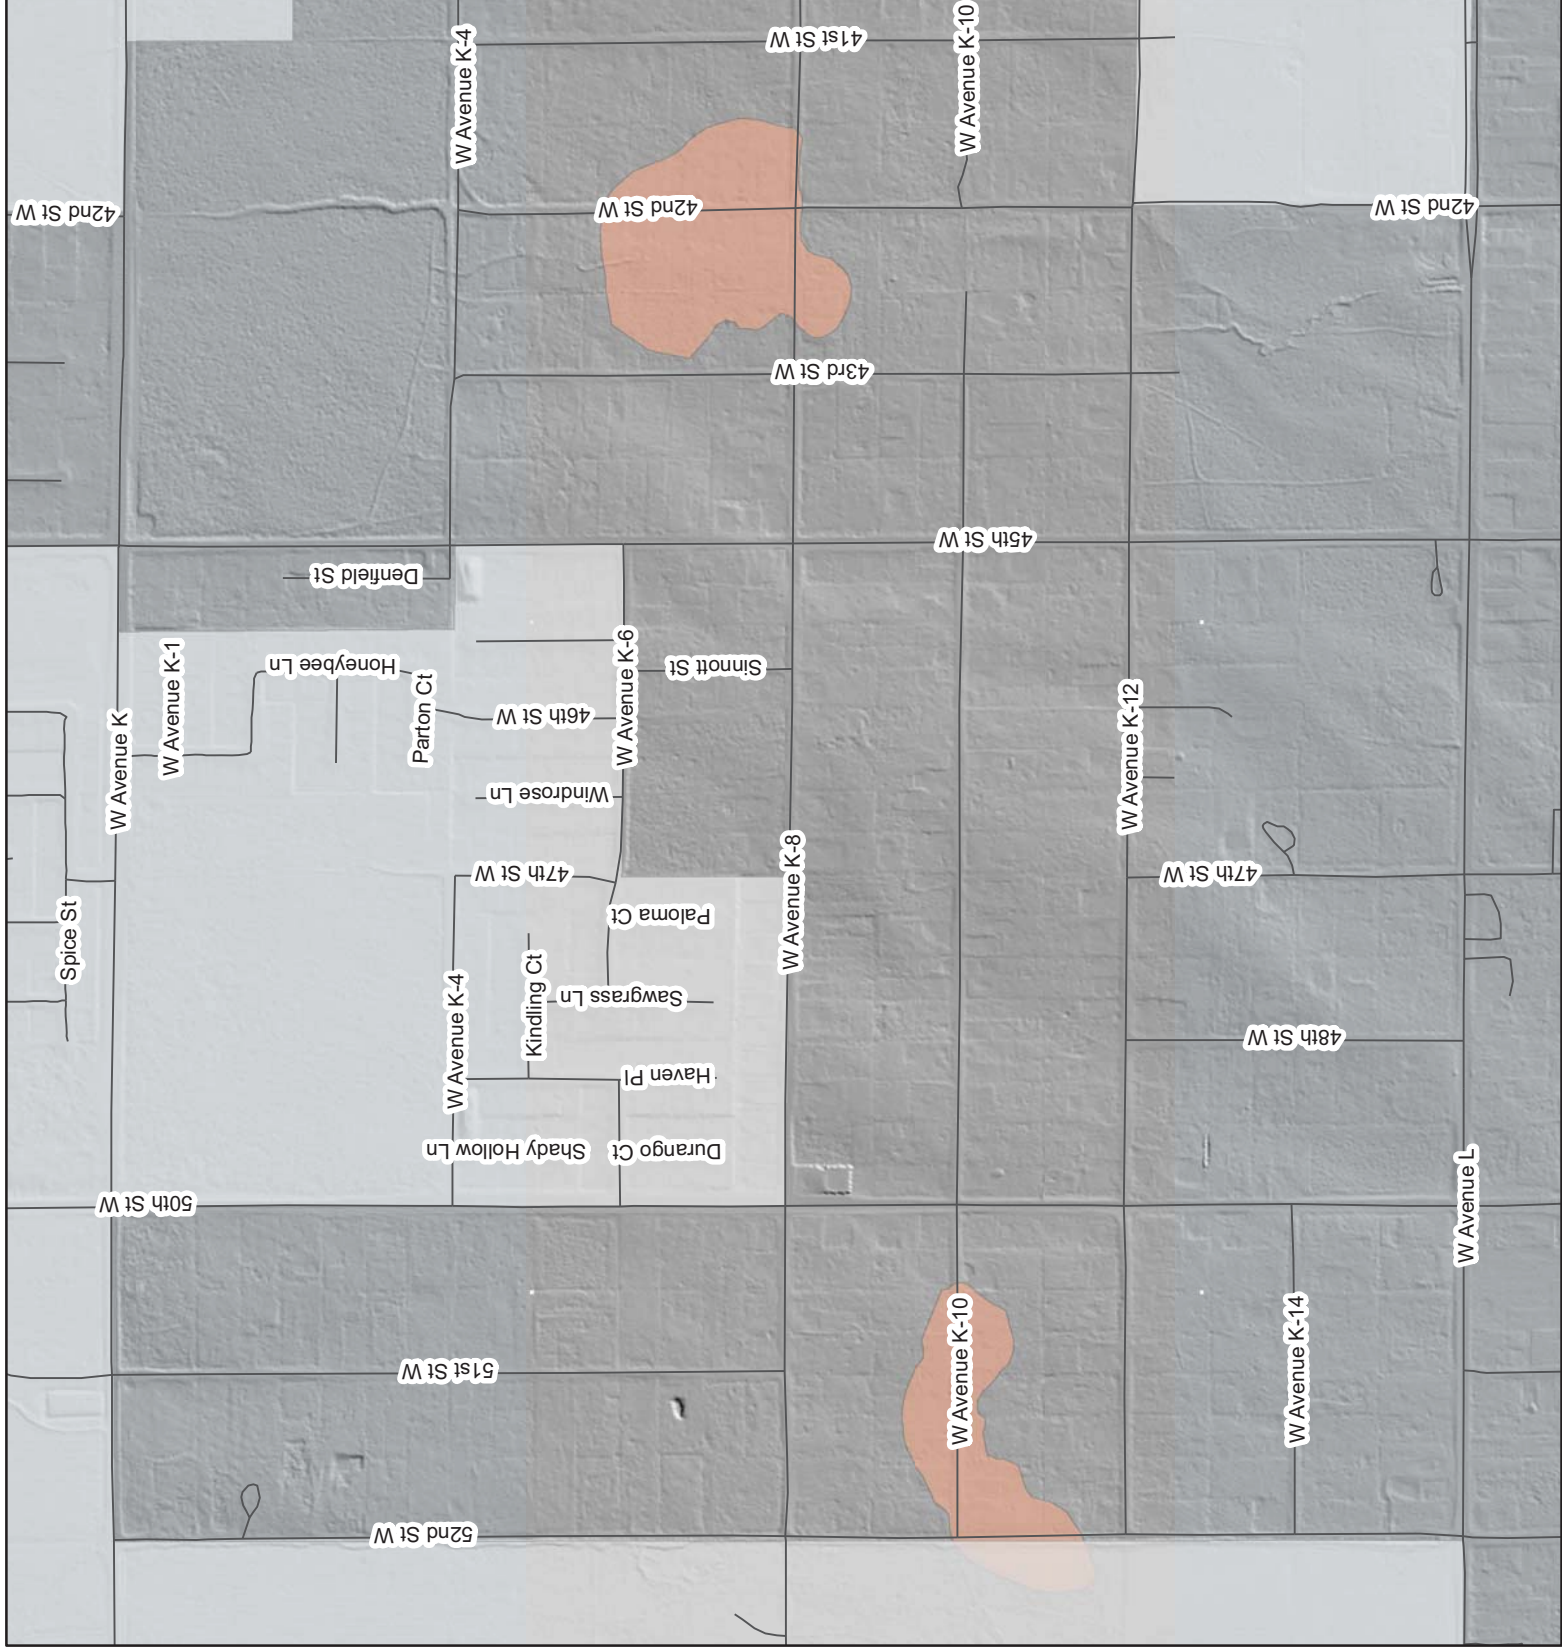 41st St W
W Avenue K-4
W Avenue K-10
42nd St W
42nd St W
42nd St W
43rd St W
45th St W
Denfield St
W Avenue K-1
Honeybee Ln
Parton Ct
W Avenue K-6
Sinnott St
46th St W
W Avenue K
W Avenue K-12
Windrose Ln
47th St W
W Avenue K-8
47th St W
Paloma Ct
Spice St
Kindling Ct
Sawgrass Ln
W Avenue K-4
48th St W
Haven Pl
Shady Hollow Ln
Durango Ct
50th St W
W Avenue L
W Avenue K-10
W Avenue K-14
51st St W
52nd St W